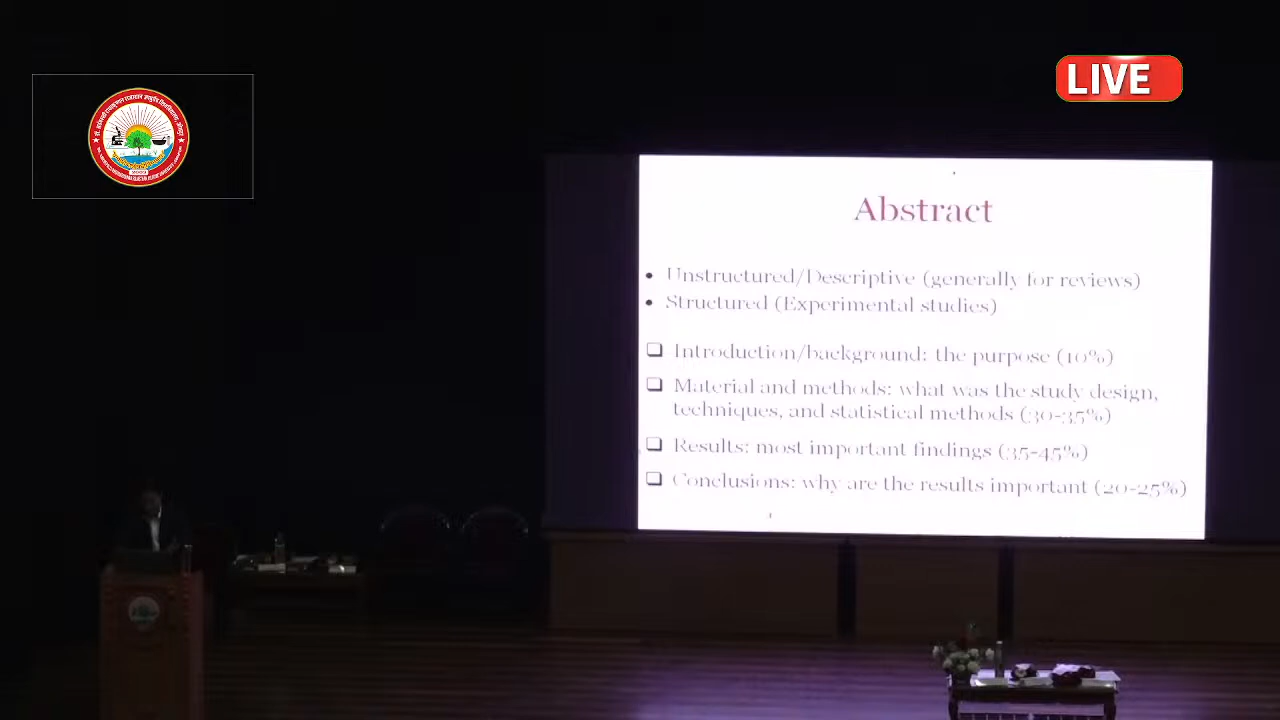 LIVE
Abstract
• Unstructured/Descriptive (generally for reviews)
• Structured (Experimental studies)
❑ Introduction/background: the purpose (10%)
❑ Material and methods: what was the study design,
techniques, and statistical methods (30-35%)
❑ Results: most important findings (35-45%)
❑ Conclusions: why are the results important (20-25%)